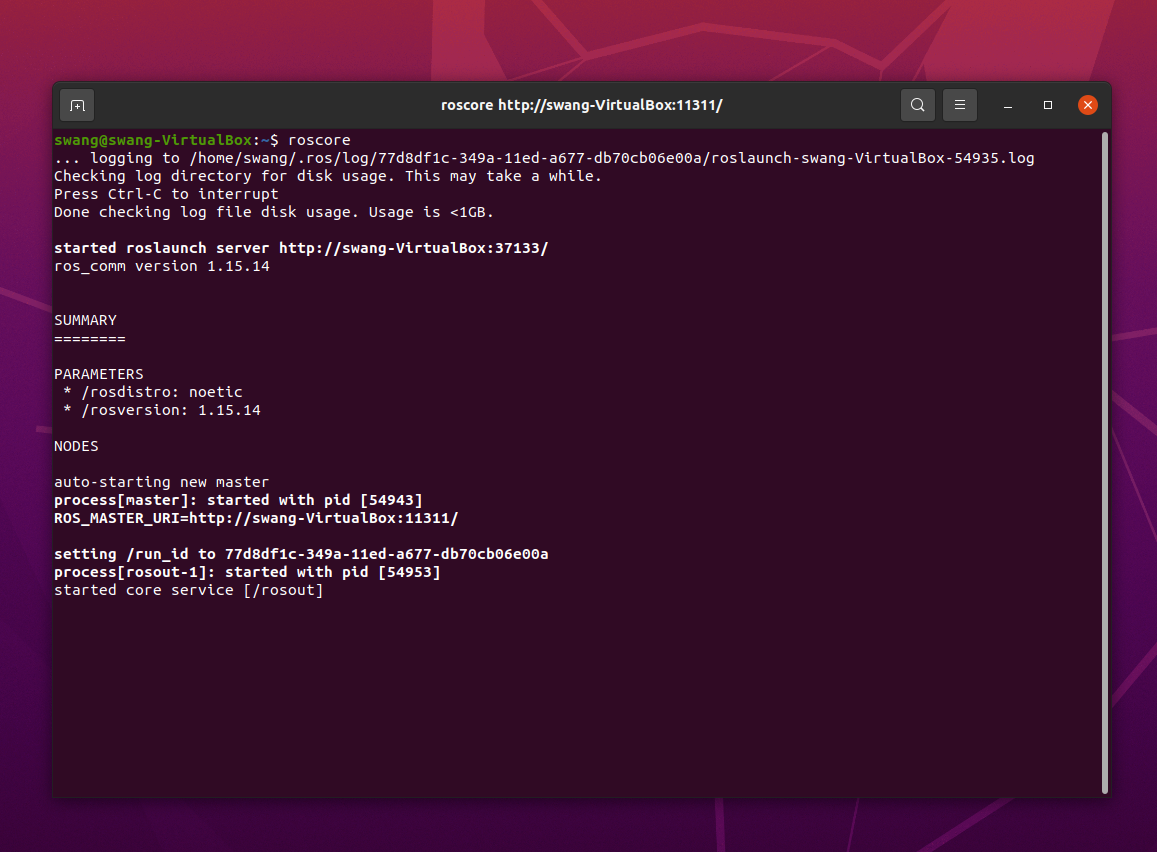 roscore http://swang-VirtualBox:11311/
swang@swang-VirtualBox:~$ roscore
... logging to /home/swang/.ros/log/77d8df1c-349a-11ed-a677-db70cb06e00a/roslaunch-swang-VirtualBox-54935.log
Checking log directory for disk usage. This may take a while.
Press Ctrl-C to interrupt
Done checking log file disk usage. Usage is <1GB.
started roslaunch server http://swang-VirtualBox:37133/
ros_comm version 1.15.14
SUMMARY
========
PARAMETERS
 * /rosdistro: noetic
 * /rosversion: 1.15.14
NODES
auto-starting new master
process[master]: started with pid [54943]
ROS_MASTER_URI=http://swang-VirtualBox:11311/
setting /run_id to 77d8df1c-349a-11ed-a677-db70cb06e00a
process[rosout-1]: started with pid [54953]
started core service [/rosout]